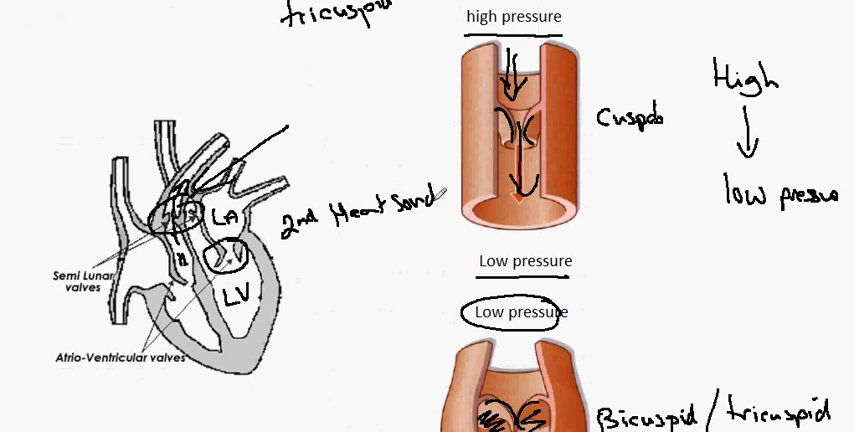 tricuspid
high pressure
High
Cuspds
low pressure
LA
2nd Heart Sound
Semi Lunar
valves
Low pressure
LV
Low pressure
Atrio-Ventricular valves
Bicuspid / tricuspid